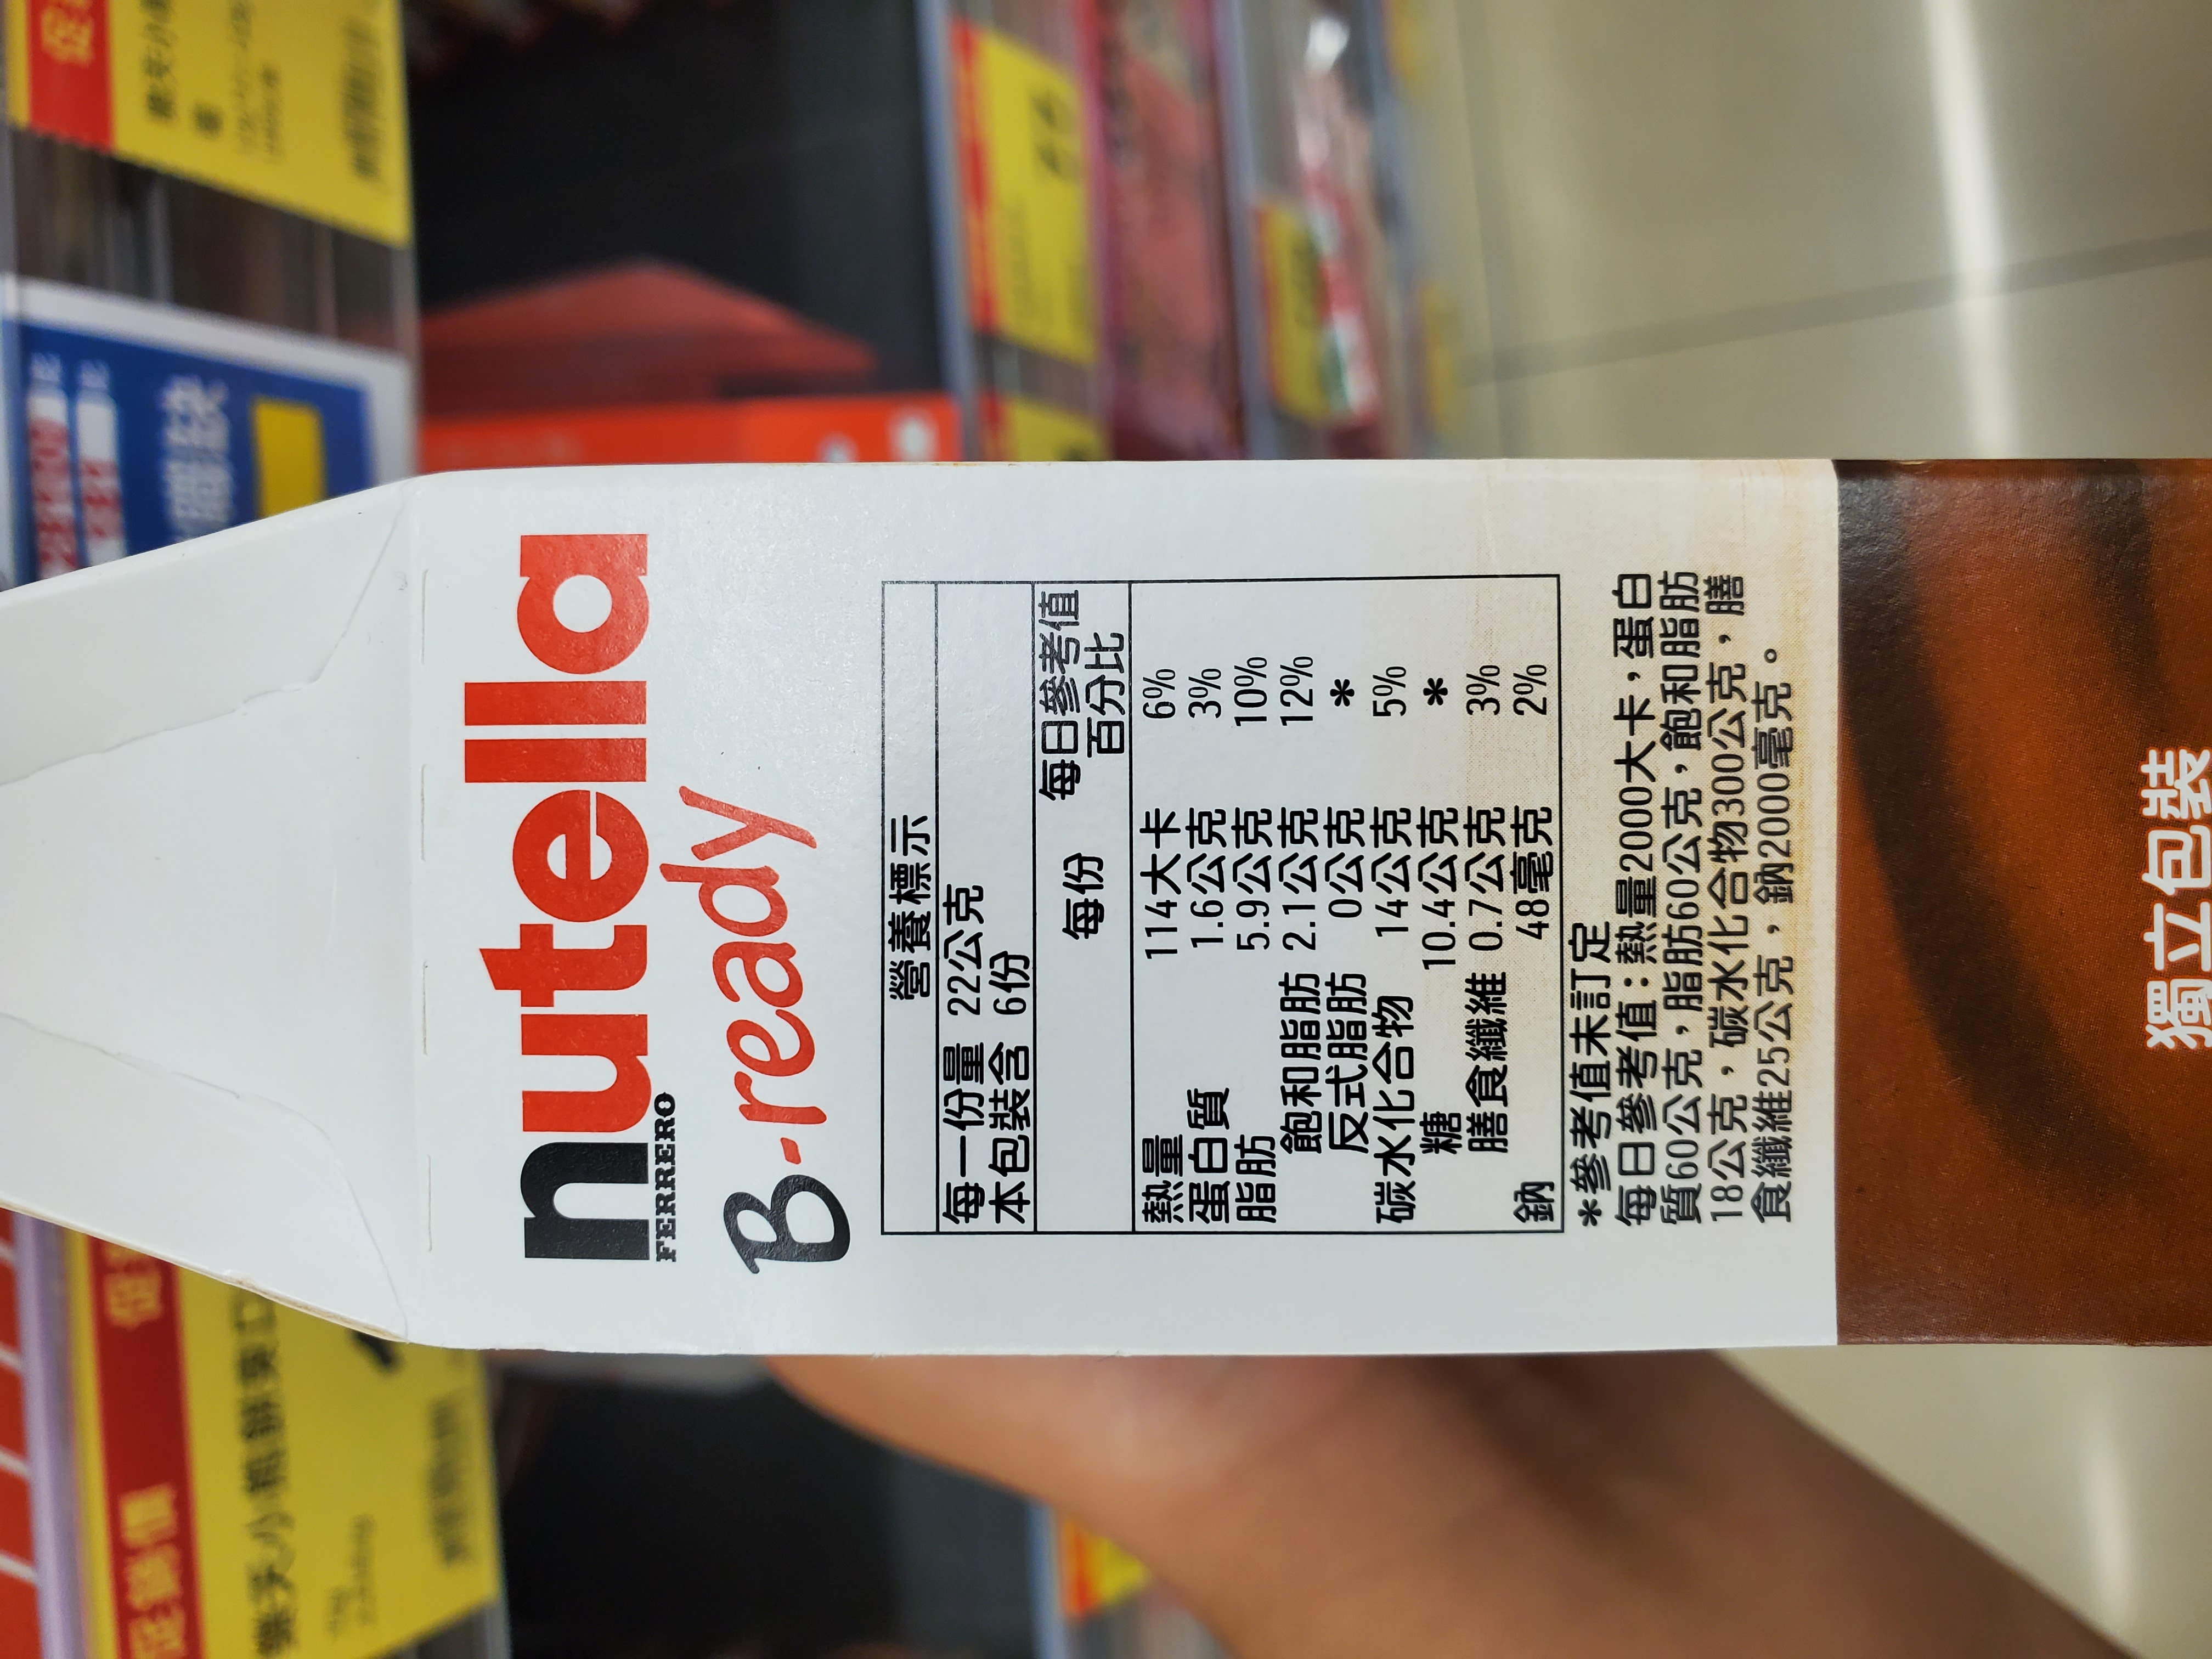 促銷價
樂天小熊餅
nutella
FERRERO
B-ready
營養標示
每一份量 22公克
本包裝含 6份
每份 每日參考值百分比
熱量 114大卡 6%
蛋白質 1.6公克 3%
脂肪 5.9公克 10%
飽和脂肪 2.1公克 12%
反式脂肪 0公克 *
碳水化合物 14公克 5%
糖 10.4公克 *
膳食纖維 0.7公克 3%
鈉 48毫克 2%
*參考值未訂定
每日參考值:熱量2000大卡,蛋白
質60公克,脂肪60公克,飽和脂肪
18公克,碳水化合物300公克,膳
食纖維25公克,鈉2000毫克。
獨立包裝